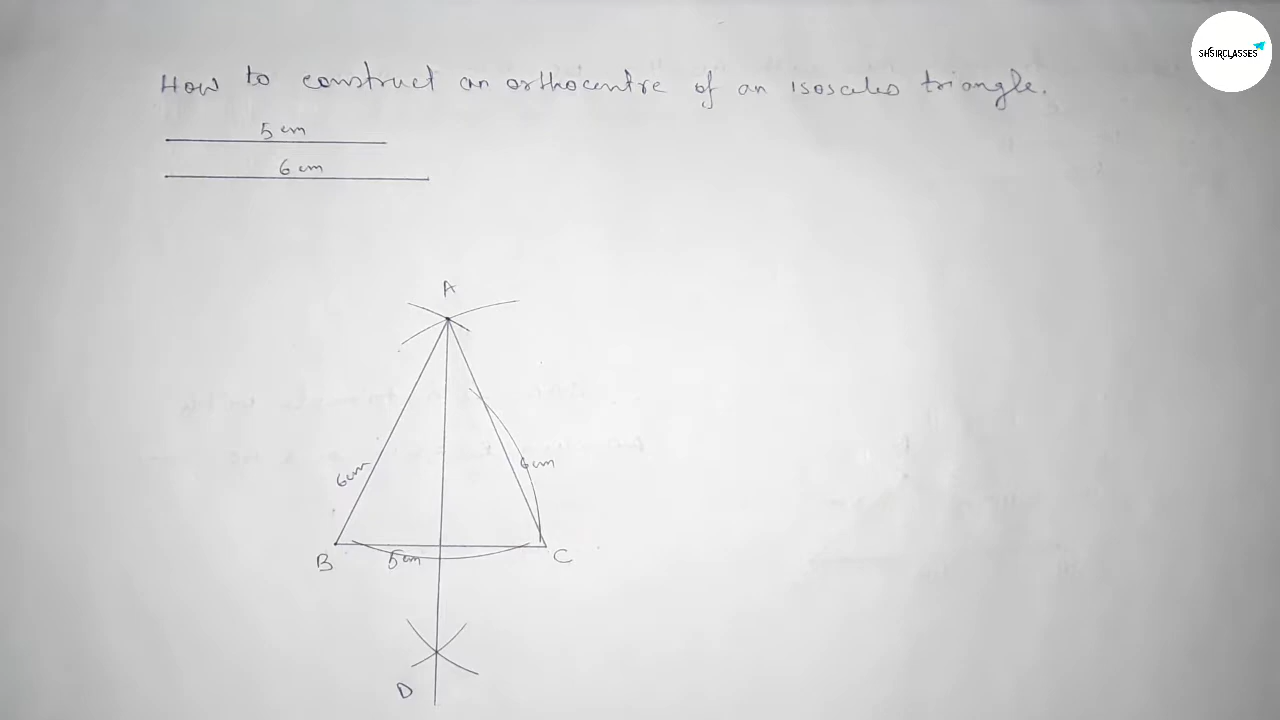 SHSIRCLASSES
How to construct an orthocentre of an isosceles triangle.
5 cm
6 cm
A
6cm
6cm
B
5cm
C
D